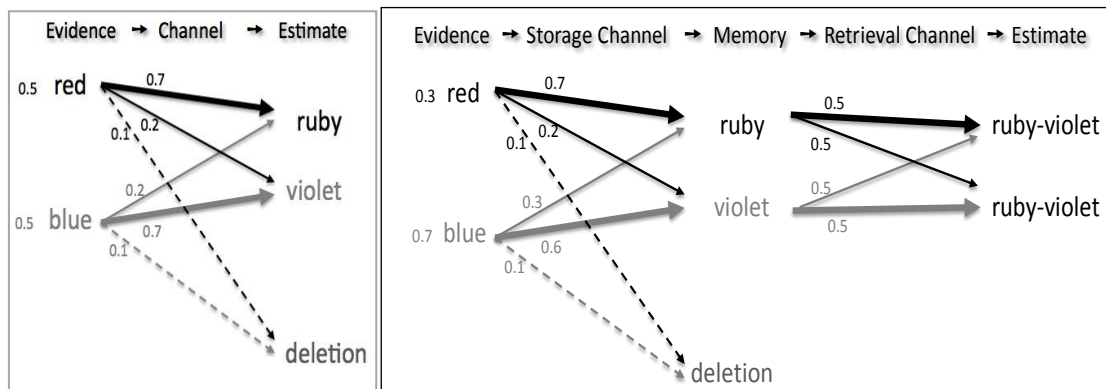 Evidence → Channel → Estimate
0.5 red 0.7 0.2 0.1
ruby
violet
0.5 blue 0.2 0.7 0.1
deletion
Evidence → Storage Channel → Memory → Retrieval Channel → Estimate
0.3 red 0.7 0.2 0.1
ruby 0.5 0.5 ruby-violet
0.7 blue 0.3 0.6 0.1
violet 0.5 0.5 ruby-violet
deletion